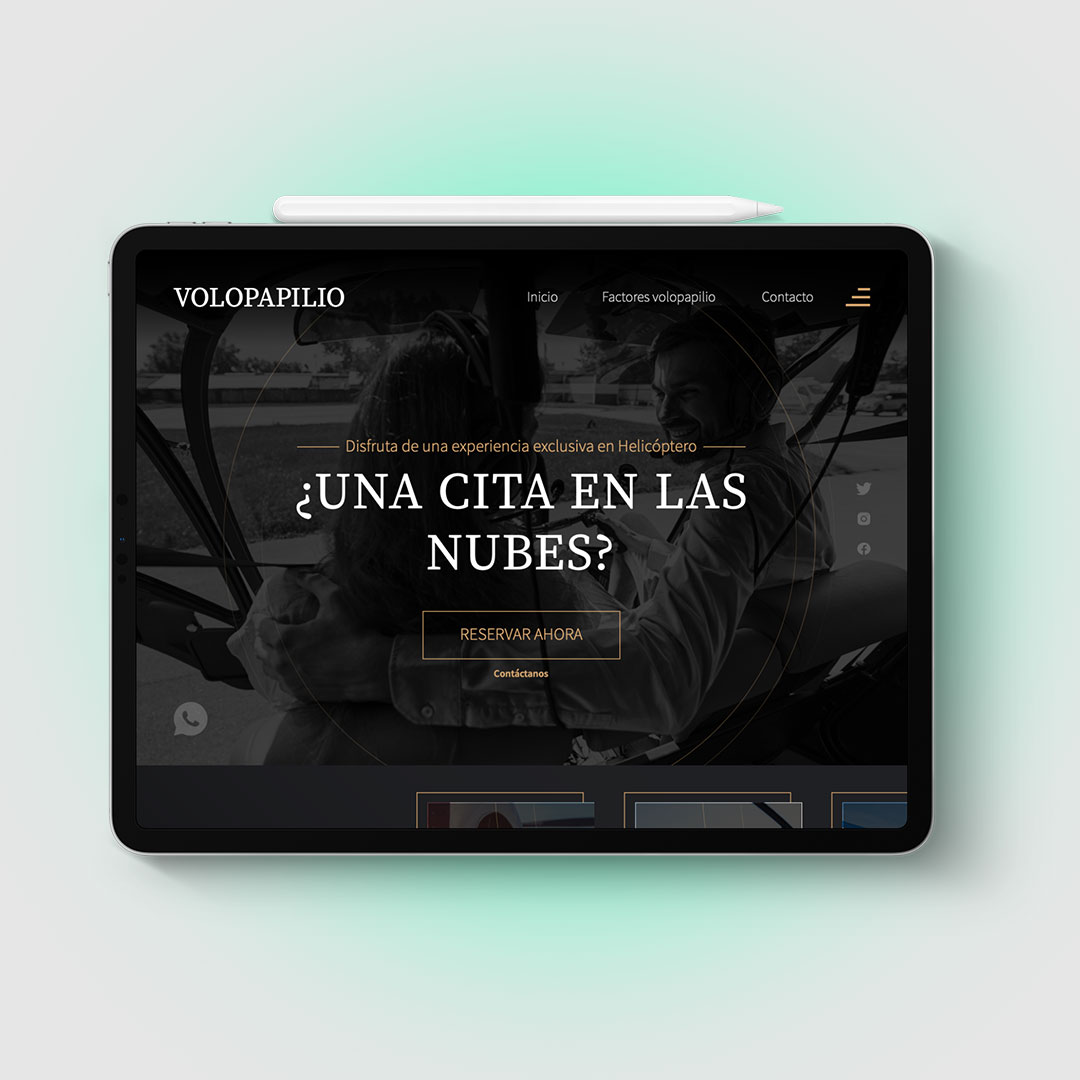 VOLOPAPILIO
Inicio Factores volopapilio Contacto
Disfruta de una experiencia exclusiva en Helicóptero
¿UNA CITA EN LAS
NUBES?
RESERVAR AHORA
Contáctanos